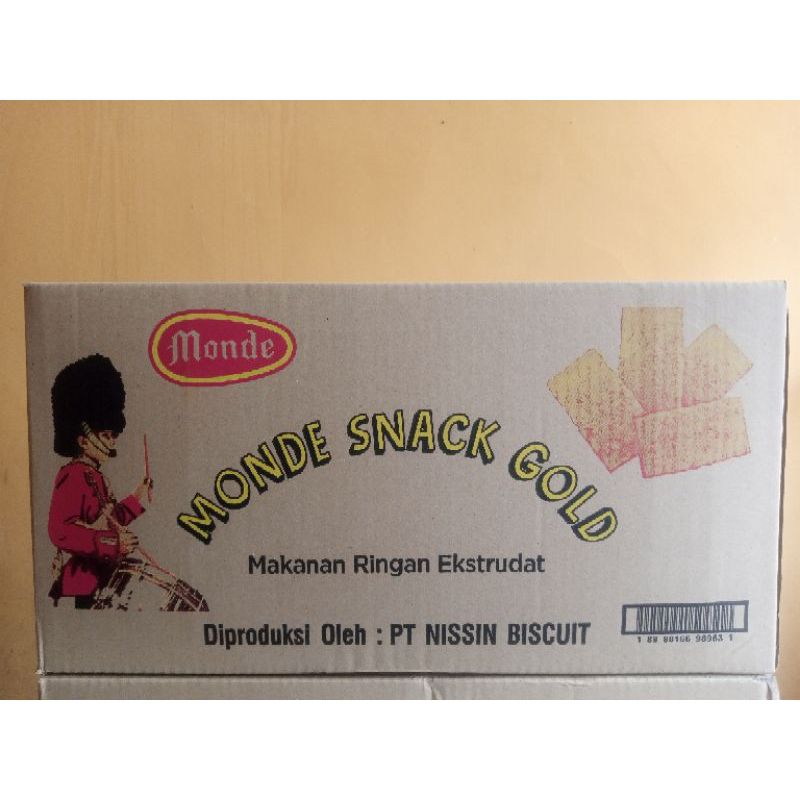 Monde
MONDE SNACK GOLD
Makanan Ringan Ekstrudat
Diproduksi Oleh : PT NISSIN BISCUIT